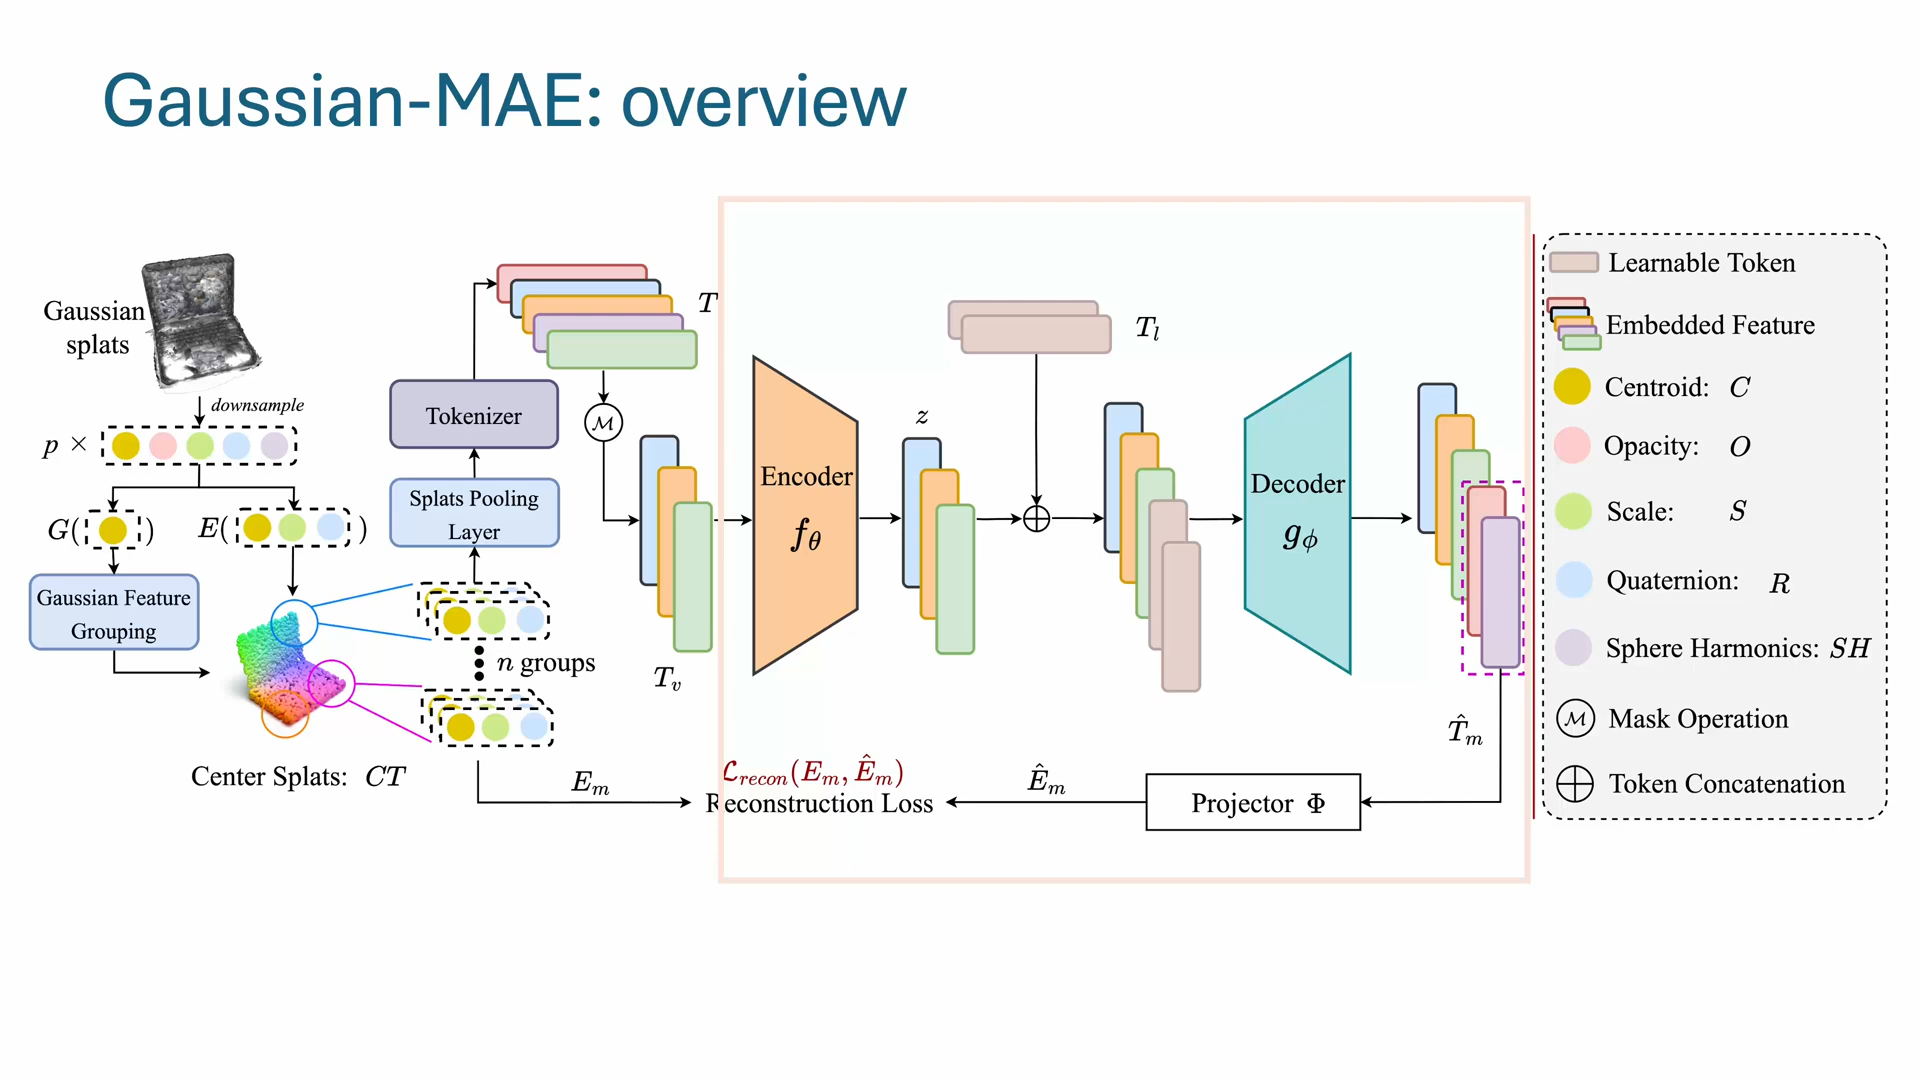 Gaussian-MAE: overview
Gaussian
splats
downsample
p ×
G( )
E( )
Gaussian Feature
Grouping
Center Splats: CT
Tokenizer
Splats Pooling
Layer
n groups
T
M
T_v
Encoder
f_θ
z
T_l
Decoder
g_ϕ
T̂_m
E_m
L_recon(E_m, Ê_m)
Reconstruction Loss
Ê_m
Projector Φ
Learnable Token
Embedded Feature
Centroid: C
Opacity: O
Scale: S
Quaternion: R
Sphere Harmonics: SH
M Mask Operation
Token Concatenation